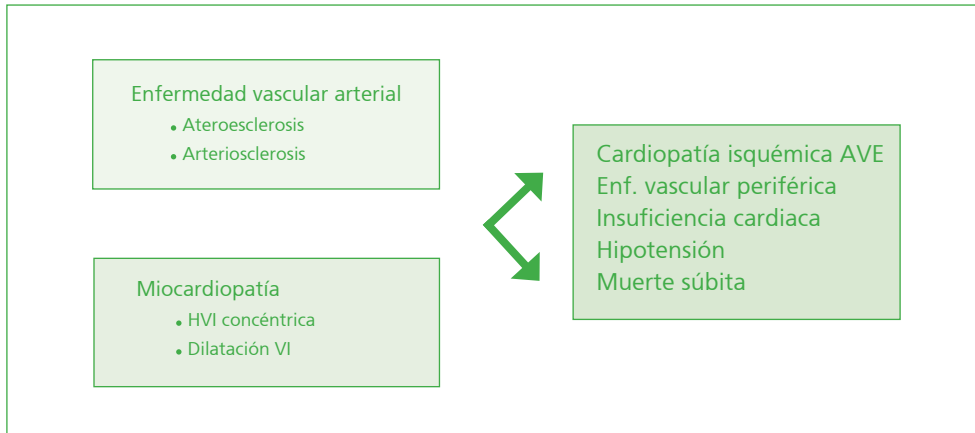 Enfermedad vascular arterial
• Ateroesclerosis
• Arteriosclerosis
Miocardiopatía
• HVI concéntrica
• Dilatación VI
Cardiopatía isquémica AVE
Enf. vascular periférica
Insuficiencia cardiaca
Hipotensión
Muerte súbita